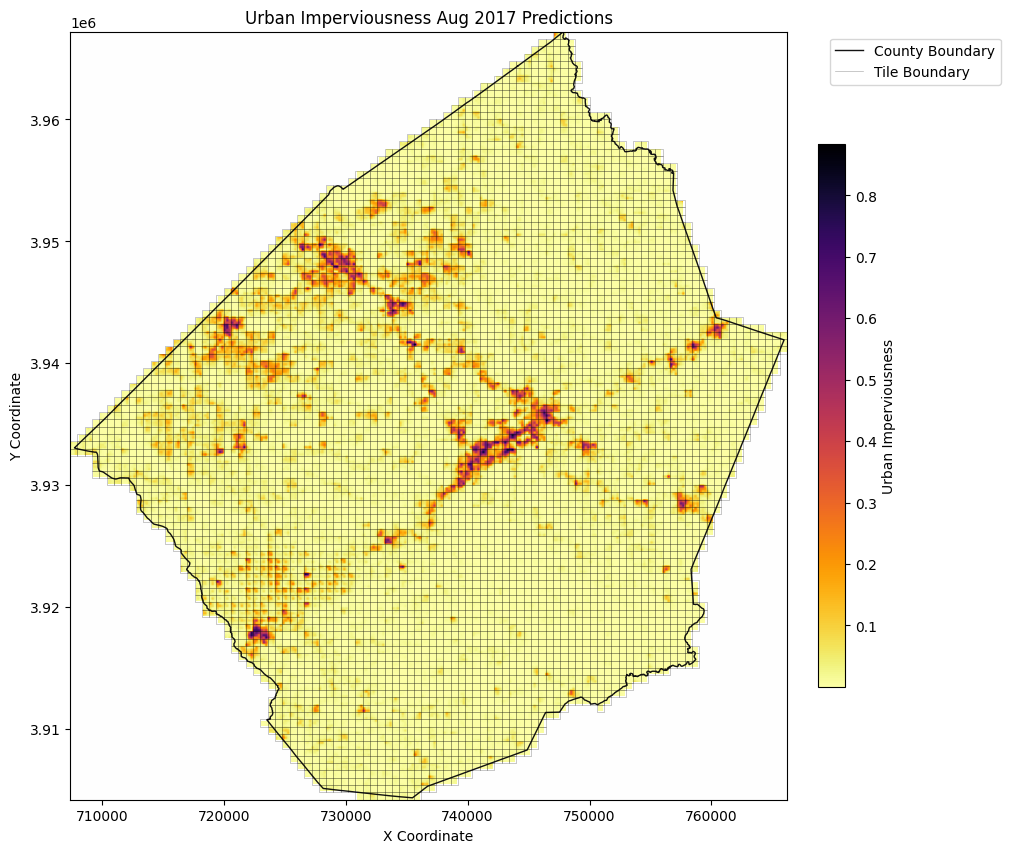 Urban Imperviousness Aug 2017 Predictions
1e6
County Boundary
Tile Boundary
3.96
3.95
3.94
3.93
3.92
3.91
Y Coordinate
710000
720000
730000
740000
750000
760000
X Coordinate
0.8
0.7
0.6
0.5
0.4
0.3
0.2
0.1
Urban Imperviousness